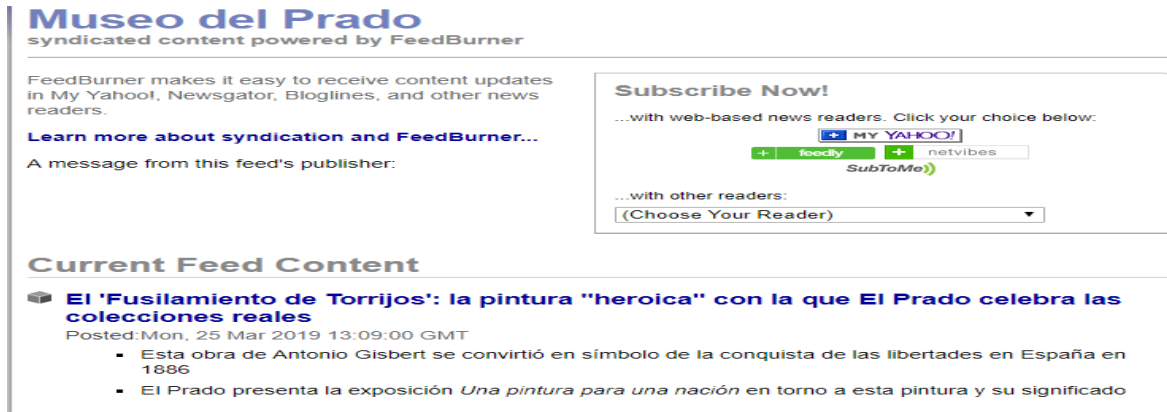 Museo del Prado
syndicated content powered by FeedBurner
FeedBurner makes it easy to receive content updates
in My Yahoo!, Newsgator, Bloglines, and other news
readers.
Learn more about syndication and FeedBurner...
A message from this feed's publisher:
Subscribe Now!
...with web-based news readers. Click your choice below:
+ MY YAHOO!
+ feedly + netvibes
SubToMe))
...with other readers:
(Choose Your Reader)
Current Feed Content
El 'Fusilamiento de Torrijos': la pintura "heroica" con la que El Prado celebra las
colecciones reales
Posted:Mon, 25 Mar 2019 13:09:00 GMT
Esta obra de Antonio Gisbert se convirtió en símbolo de la conquista de las libertades en España en
1886
El Prado presenta la exposición Una pintura para una nación en torno a esta pintura y su significado